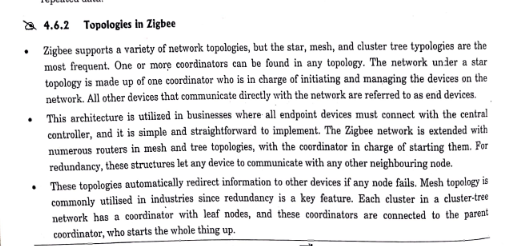 4.6.2 Topologies in Zigbee
• Zigbee supports a variety of network topologies, but the star, mesh, and cluster tree typologies are the
most frequent. One or more coordinators can be found in any topology. The network under a star
topology is made up of one coordinator who is in charge of initiating and managing the devices on the
network. All other devices that communicate directly with the network are referred to as end devices.
• This architecture is utilized in businesses where all endpoint devices must connect with the central
controller, and it is simple and straightforward to implement. The Zigbee network is extended with
numerous routers in mesh and tree topologies, with the coordinator in charge of starting them. For
redundancy, these structures let any device to communicate with any other neighbouring node.
• These topologies automatically redirect information to other devices if any node fails. Mesh topology is
commonly utilised in industries since redundancy is a key feature. Each cluster in a cluster-tree
network has a coordinator with leaf nodes, and these coordinators are connected to the parent
coordinator, who starts the whole thing up.